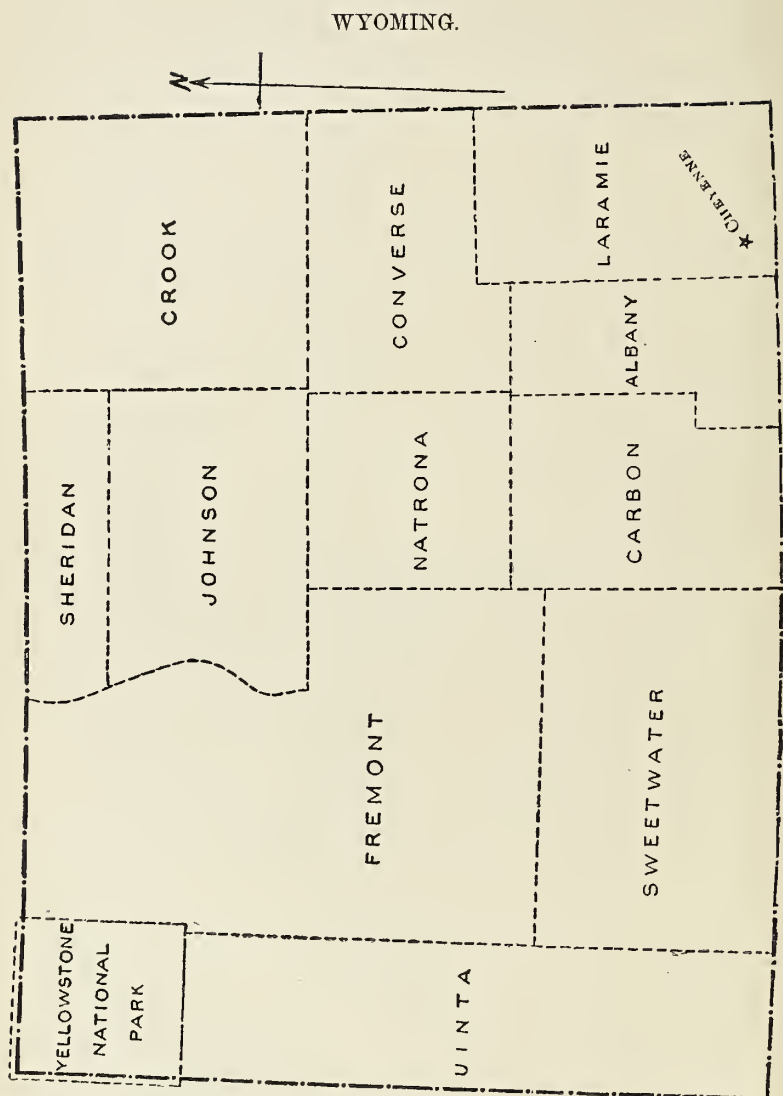 WYOMING.
N
YELLOWSTONE
NATIONAL
PARK
SHERIDAN
CROOK
JOHNSON
FREMONT
NATRONA
CONVERSE
UINTA
SWEETWATER
CARBON
ALBANY
LARAMIE
CHEYENNE